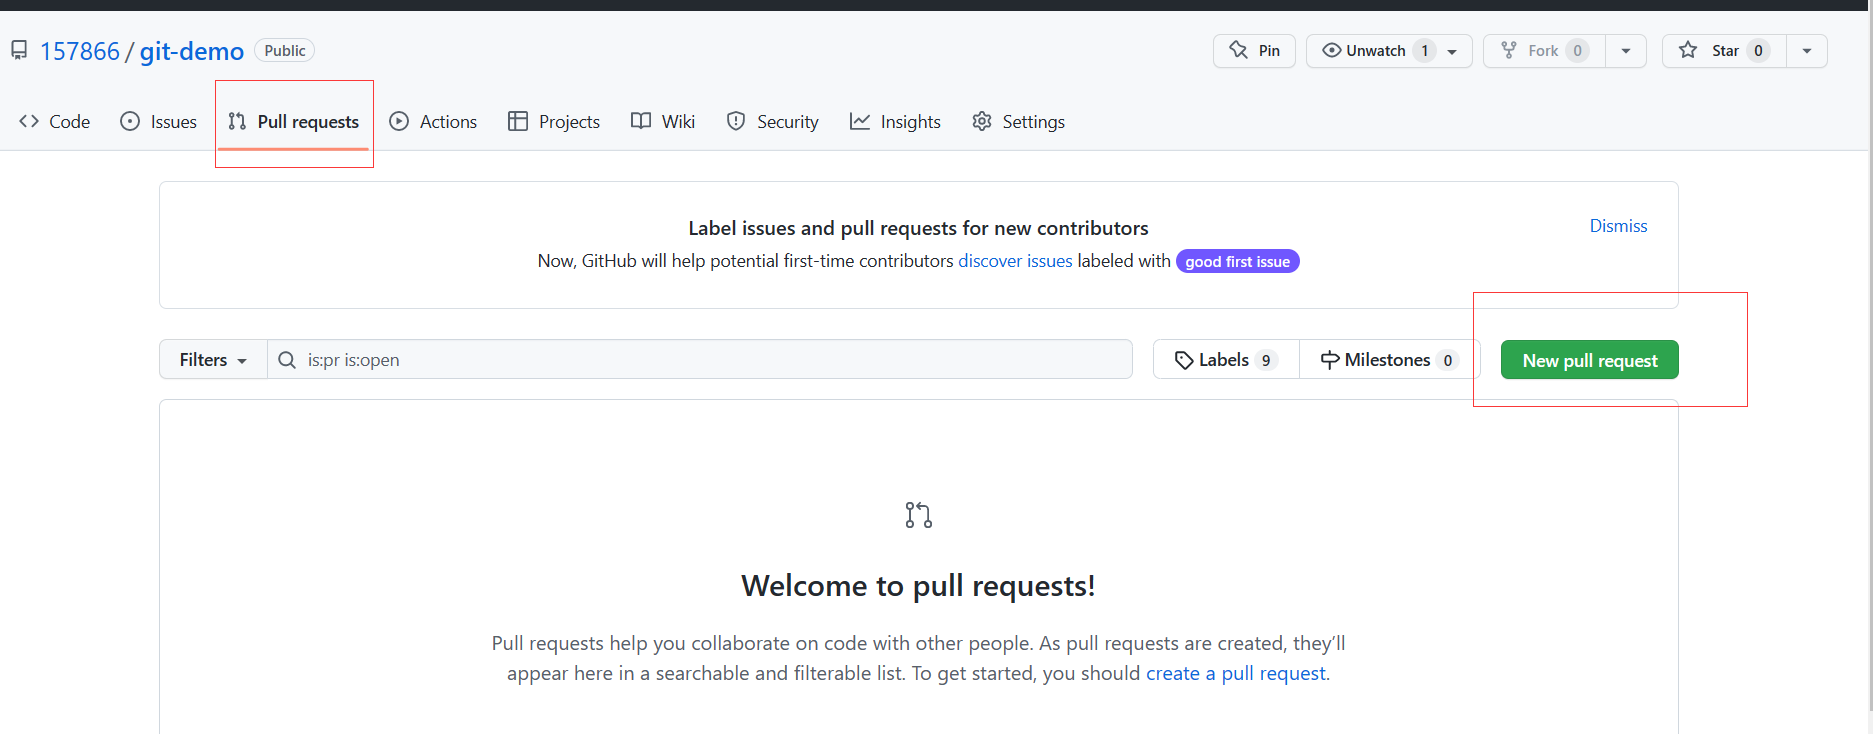 157866 / git-demo Public
Pin Unwatch 1 Fork 0 Star 0
Code Issues Pull requests Actions Projects Wiki Security Insights Settings
Label issues and pull requests for new contributors
Dismiss
Now, GitHub will help potential first-time contributors discover issues labeled with good first issue
Filters is:pr is:open Labels 9 Milestones 0 New pull request
Welcome to pull requests!
Pull requests help you collaborate on code with other people. As pull requests are created, they’ll
appear here in a searchable and filterable list. To get started, you should create a pull request.